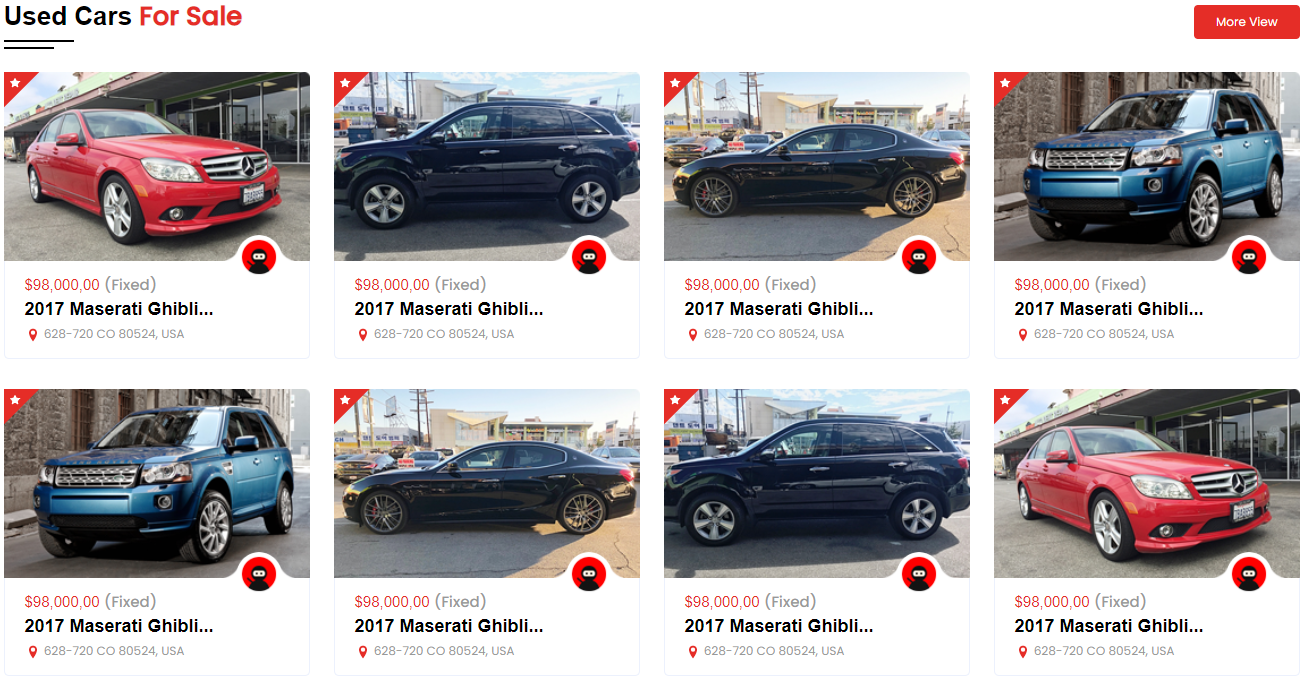 Used Cars For Sale
More View
$98,000,00 (Fixed)
2017 Maserati Ghibli...
628-720 CO 80524, USA
$98,000,00 (Fixed)
2017 Maserati Ghibli...
628-720 CO 80524, USA
$98,000,00 (Fixed)
2017 Maserati Ghibli...
628-720 CO 80524, USA
$98,000,00 (Fixed)
2017 Maserati Ghibli...
628-720 CO 80524, USA
$98,000,00 (Fixed)
2017 Maserati Ghibli...
628-720 CO 80524, USA
$98,000,00 (Fixed)
2017 Maserati Ghibli...
628-720 CO 80524, USA
$98,000,00 (Fixed)
2017 Maserati Ghibli...
628-720 CO 80524, USA
$98,000,00 (Fixed)
2017 Maserati Ghibli...
628-720 CO 80524, USA